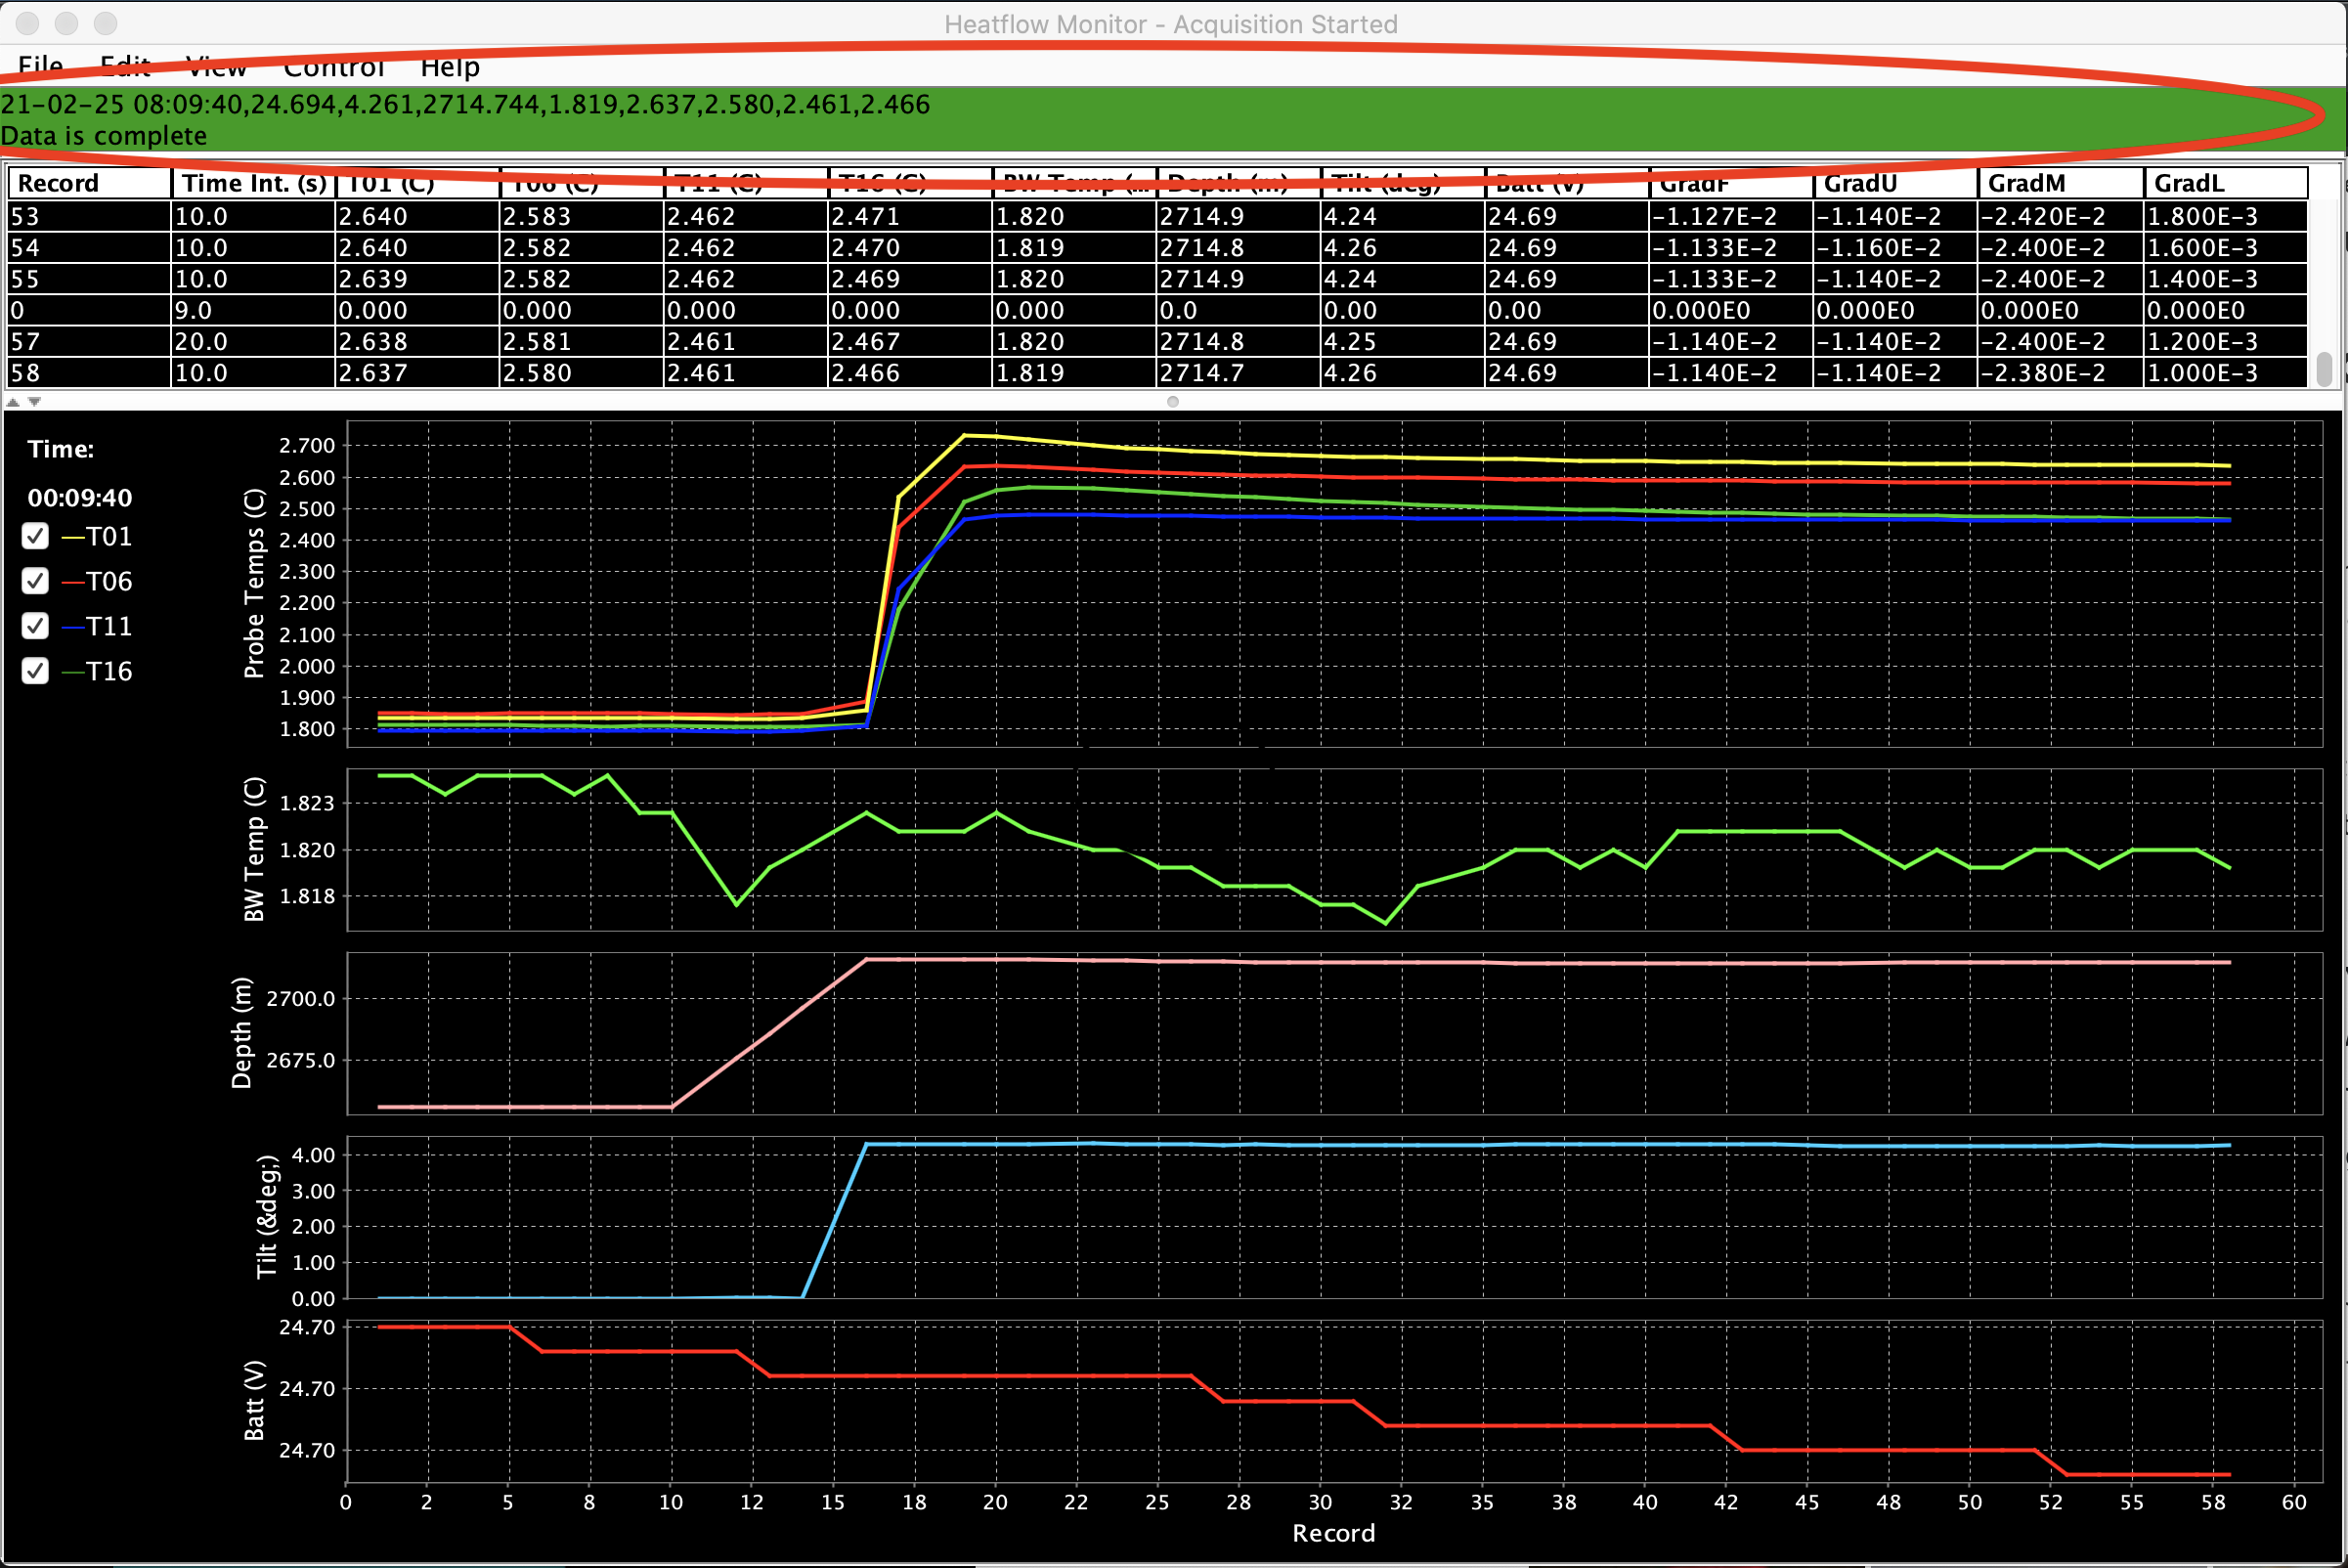 Heatflow Monitor - Acquisition Started
File Edit View Control Help
21-02-25 08:09:40,24.694,4.261,2714.744,1.819,2.637,2.580,2.461,2.466
Data is complete
Record Time Int. (s) T01 (C) T06 (C) T11 (C) T16 (C) BW Temp (... Depth (m) Tilt (deg) Batt (V) GradF GradU GradM GradL
53 10.0 2.640 2.583 2.462 2.471 1.820 2714.9 4.24 24.69 -1.127E-2 -1.140E-2 -2.420E-2 1.800E-3
54 10.0 2.640 2.582 2.462 2.470 1.819 2714.8 4.26 24.69 -1.133E-2 -1.160E-2 -2.400E-2 1.600E-3
55 10.0 2.639 2.582 2.462 2.469 1.820 2714.9 4.24 24.69 -1.133E-2 -1.140E-2 -2.400E-2 1.400E-3
0 9.0 0.000 0.000 0.000 0.000 0.000 0.0 0.00 0.00 0.000E0 0.000E0 0.000E0 0.000E0
57 20.0 2.638 2.581 2.461 2.467 1.820 2714.8 4.25 24.69 -1.140E-2 -1.140E-2 -2.400E-2 1.200E-3
58 10.0 2.637 2.580 2.461 2.466 1.819 2714.7 4.26 24.69 -1.140E-2 -1.140E-2 -2.380E-2 1.000E-3
Time:
00:09:40
T01
T06
T11
T16
Probe Temps (C)
2.700
2.600
2.500
2.400
2.300
2.200
2.100
2.000
1.900
1.800
BW Temp (C)
1.823
1.820
1.818
Depth (m)
2700.0
2675.0
Tilt (&deg;)
4.00
3.00
2.00
1.00
0.00
Batt (V)
24.70
24.70
24.70
0 2 5 8 10 12 15 18 20 22 25 28 30 32 35 38 40 42 45 48 50 52 55 58 60
Record